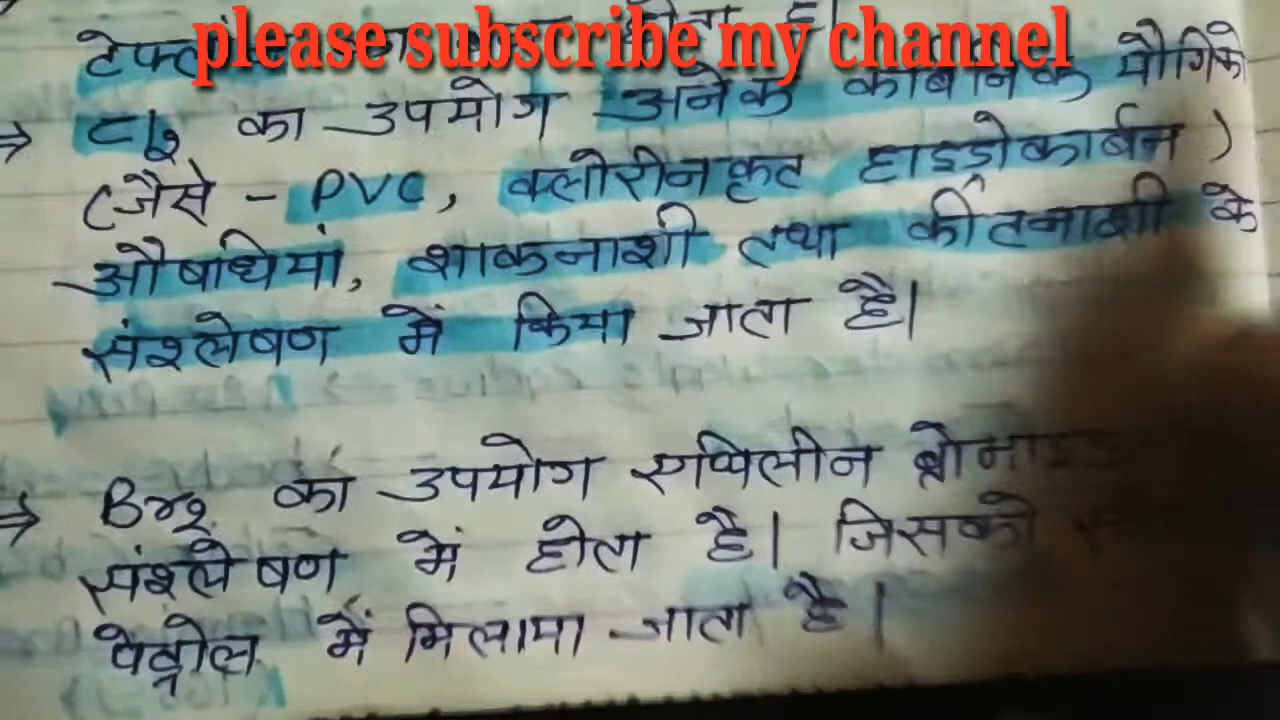 please subscribe my channel
Cl2 का उपयोग अनेक कार्बनिक यौगिकों
(जैसे - PVC, क्लोरीनकृत हाइड्रोकार्बन)
औषधियां, शाकनाशी तथा कीटनाशी के
संश्लेषण में किया जाता है।
Br2 का उपयोग एथिलीन ब्रोमाइड
संश्लेषण में होता है। जिसको
पेट्रोल में मिलाया जाता है।